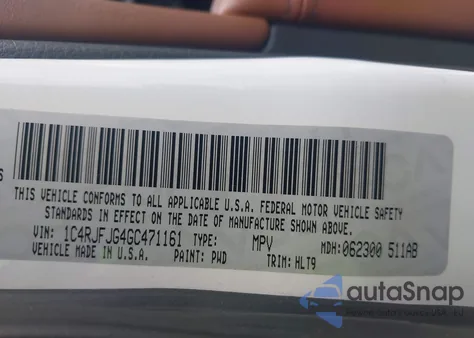 THIS VEHICLE CONFORMS TO ALL APPLICABLE U.S.A. FEDERAL MOTOR VEHICLE SAFETY
STANDARDS IN EFFECT ON THE DATE OF MANUFACTURE SHOWN ABOVE.
VIN: 1C4RJFJG4GC471161 TYPE: MPV MDH: 062300 511AB
VEHICLE MADE IN U.S.A. PAINT: PWD TRIM: HLT9
autoSnap